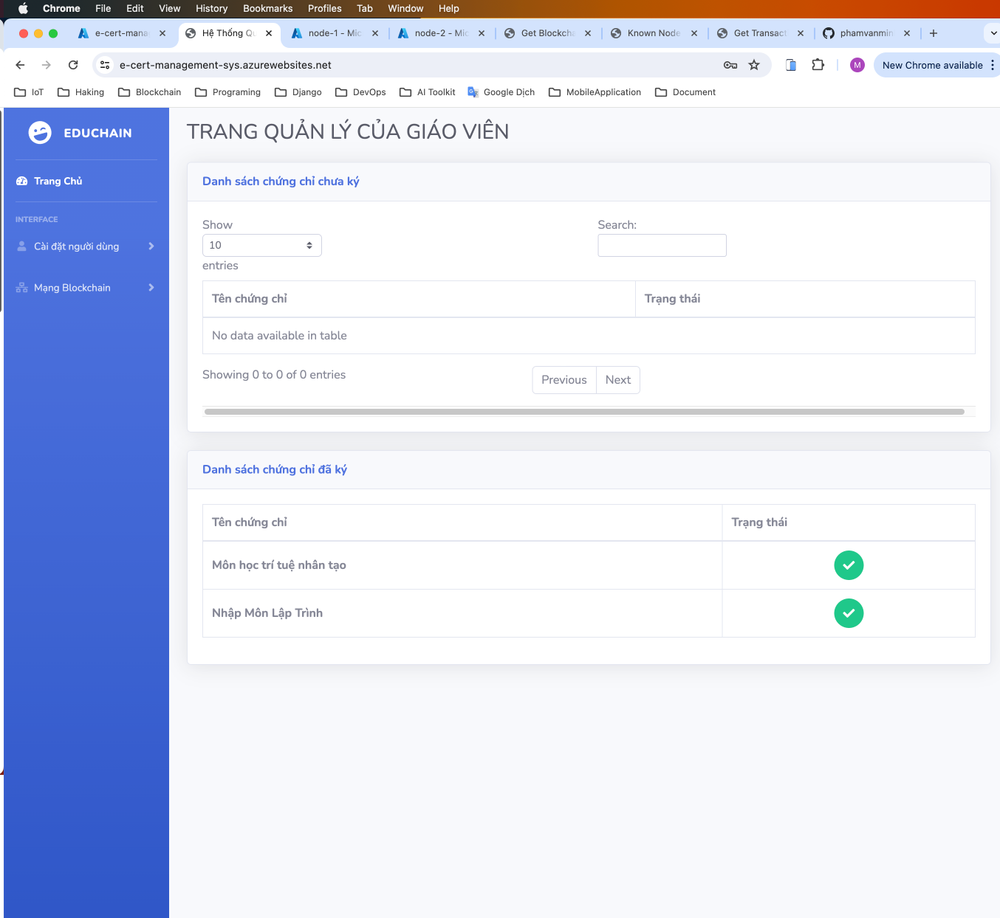 Chrome File Edit View History Bookmarks Profiles Tab Window Help
e-cert-mana Hệ Thống Qu node-1 - Mic node-2 - Mic Get Blockcha Known Node Get Transact phamvanmin
e-cert-management-sys.azurewebsites.net M New Chrome available
IoT Haking Blockchain Programing Django DevOps AI Toolkit Google Dịch MobileApplication Document
EDUCHAIN
Trang Chủ
INTERFACE
Cài đặt người dùng
Mạng Blockchain
TRANG QUẢN LÝ CỦA GIÁO VIÊN
Danh sách chứng chỉ chưa ký
Show Search:
10
entries
Tên chứng chỉ Trạng thái
No data available in table
Showing 0 to 0 of 0 entries Previous Next
Danh sách chứng chỉ đã ký
Tên chứng chỉ Trạng thái
Môn học trí tuệ nhân tạo
Nhập Môn Lập Trình